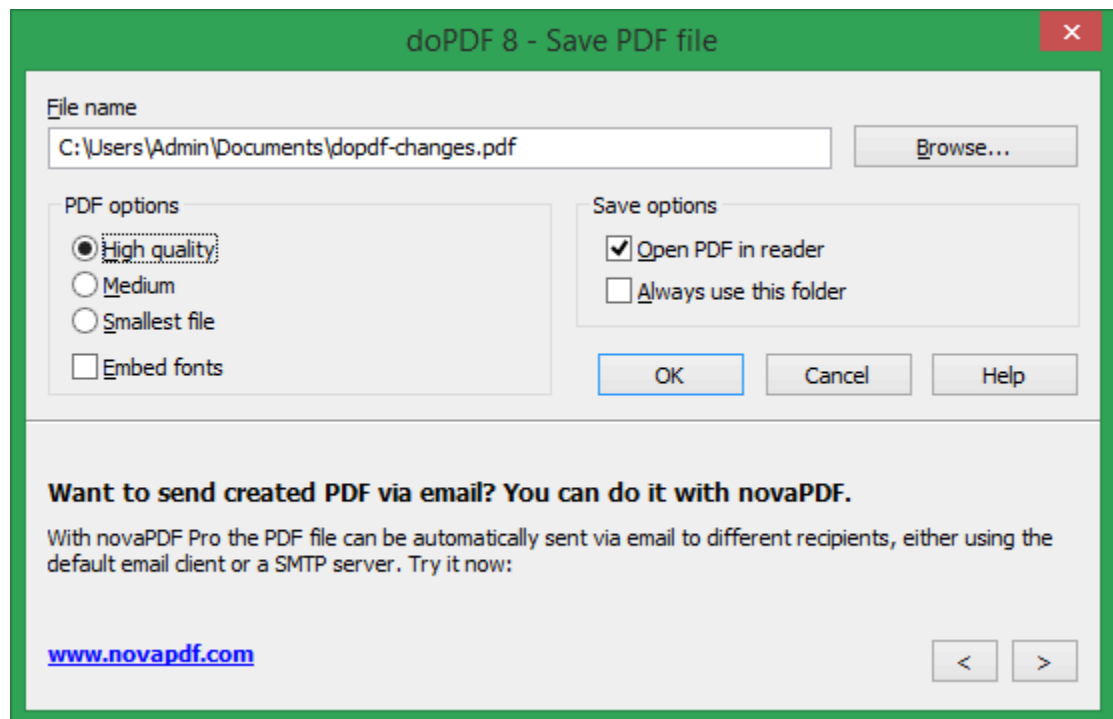 doPDF 8 - Save PDF file
File name
C:\Users\Admin\Documents\dopdf-changes.pdf
Browse...
PDF options
High quality
Medium
Smallest file
Embed fonts
Save options
Open PDF in reader
Always use this folder
OK
Cancel
Help
Want to send created PDF via email? You can do it with novaPDF.
With novaPDF Pro the PDF file can be automatically sent via email to different recipients, either using the
default email client or a SMTP server. Try it now:
www.novapdf.com
<
>